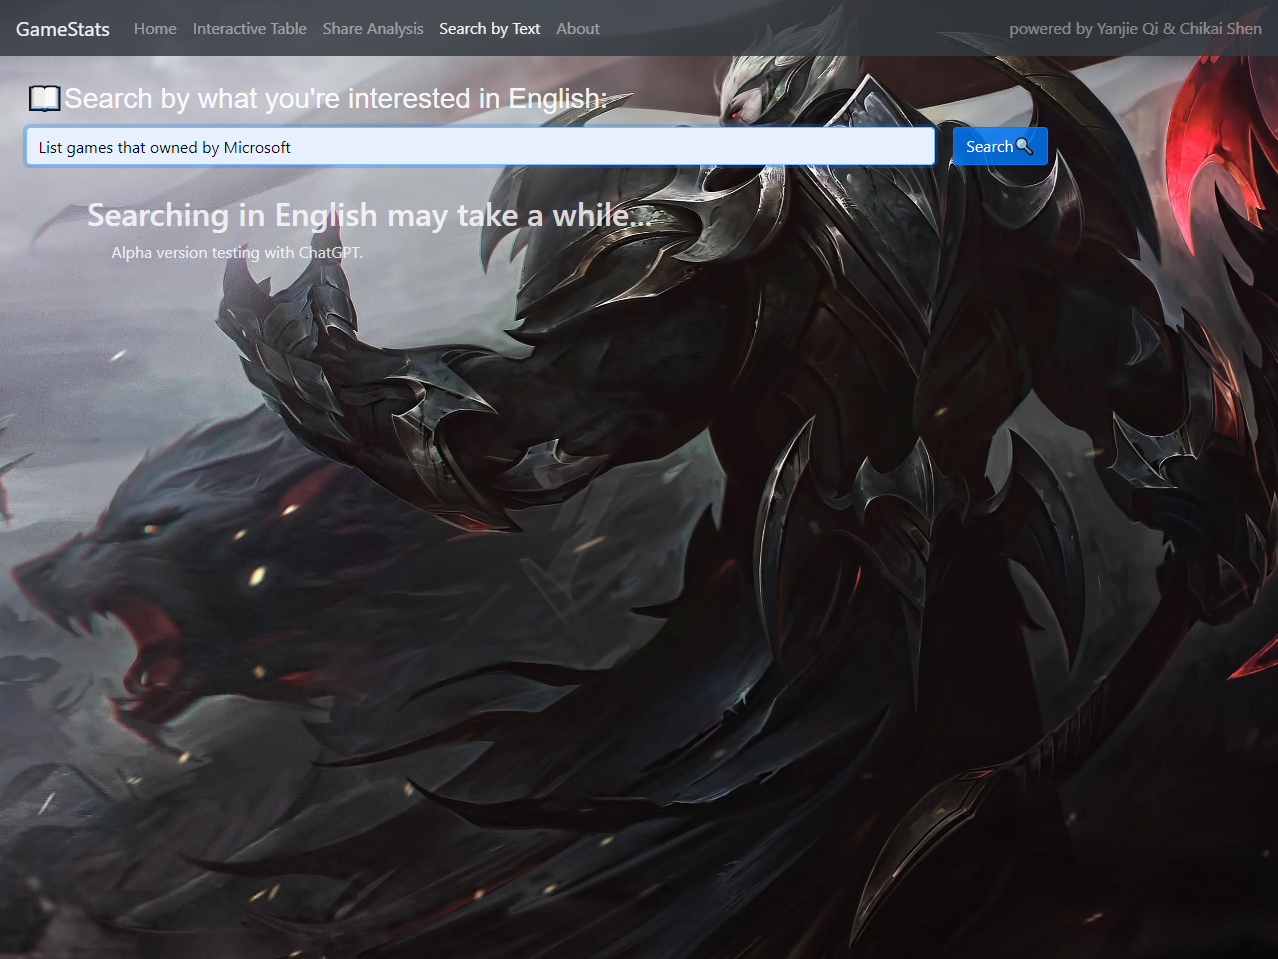 GameStats Home Interactive Table Share Analysis Search by Text About powered by Yanjie Qi & Chikai Shen
Search by what you're interested in English:
List games that owned by Microsoft Search
Searching in English may take a while...
Alpha version testing with ChatGPT.